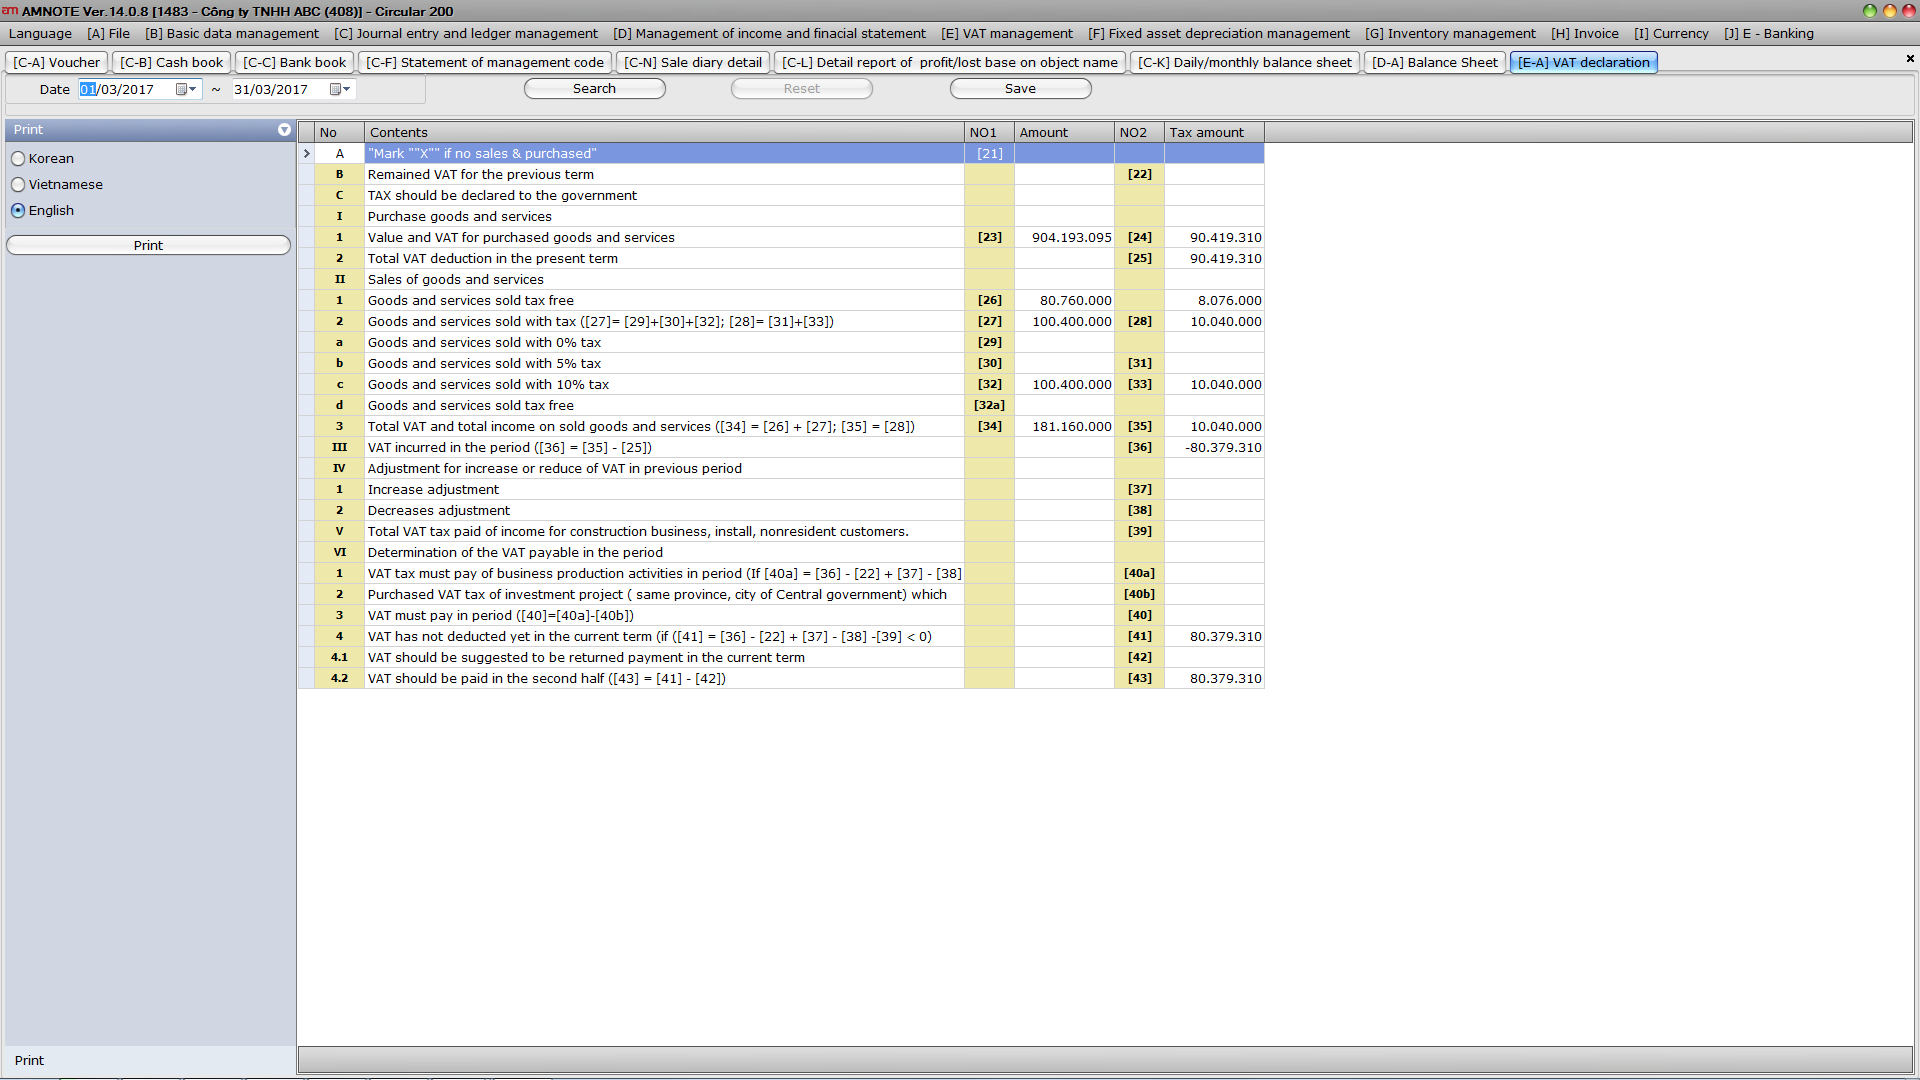 am AMNOTE Ver.14.0.8 [1483 - Công ty TNHH ABC (408)] - Circular 200
Language [A] File [B] Basic data management [C] Journal entry and ledger management [D] Management of income and finacial statement [E] VAT management [F] Fixed asset depreciation management [G] Inventory management [H] Invoice [I] Currency [J] E - Banking
[C-A] Voucher [C-B] Cash book [C-C] Bank book [C-F] Statement of management code [C-N] Sale diary detail [C-L] Detail report of profit/lost base on object name [C-K] Daily/monthly balance sheet [D-A] Balance Sheet [E-A] VAT declaration
Date 01/03/2017 ~ 31/03/2017 Search Reset Save
Print
Korean
Vietnamese
English
Print
No Contents NO1 Amount NO2 Tax amount
A "Mark ""X"" if no sales & purchased" [21]
B Remained VAT for the previous term [22]
C TAX should be declared to the government
I Purchase goods and services
1 Value and VAT for purchased goods and services [23] 904.193.095 [24] 90.419.310
2 Total VAT deduction in the present term [25] 90.419.310
II Sales of goods and services
1 Goods and services sold tax free [26] 80.760.000 8.076.000
2 Goods and services sold with tax ([27]= [29]+[30]+[32]; [28]= [31]+[33]) [27] 100.400.000 [28] 10.040.000
a Goods and services sold with 0% tax [29]
b Goods and services sold with 5% tax [30] [31]
c Goods and services sold with 10% tax [32] 100.400.000 [33] 10.040.000
d Goods and services sold tax free [32a]
3 Total VAT and total income on sold goods and services ([34] = [26] + [27]; [35] = [28]) [34] 181.160.000 [35] 10.040.000
III VAT incurred in the period ([36] = [35] - [25]) [36] -80.379.310
IV Adjustment for increase or reduce of VAT in previous period
1 Increase adjustment [37]
2 Decreases adjustment [38]
V Total VAT tax paid of income for construction business, install, nonresident customers. [39]
VI Determination of the VAT payable in the period
1 VAT tax must pay of business production activities in period (If [40a] = [36] - [22] + [37] - [38] [40a]
2 Purchased VAT tax of investment project ( same province, city of Central government) which [40b]
3 VAT must pay in period ([40]=[40a]-[40b]) [40]
4 VAT has not deducted yet in the current term (if ([41] = [36] - [22] + [37] - [38] -[39] < 0) [41] 80.379.310
4.1 VAT should be suggested to be returned payment in the current term [42]
4.2 VAT should be paid in the second half ([43] = [41] - [42]) [43] 80.379.310
Print